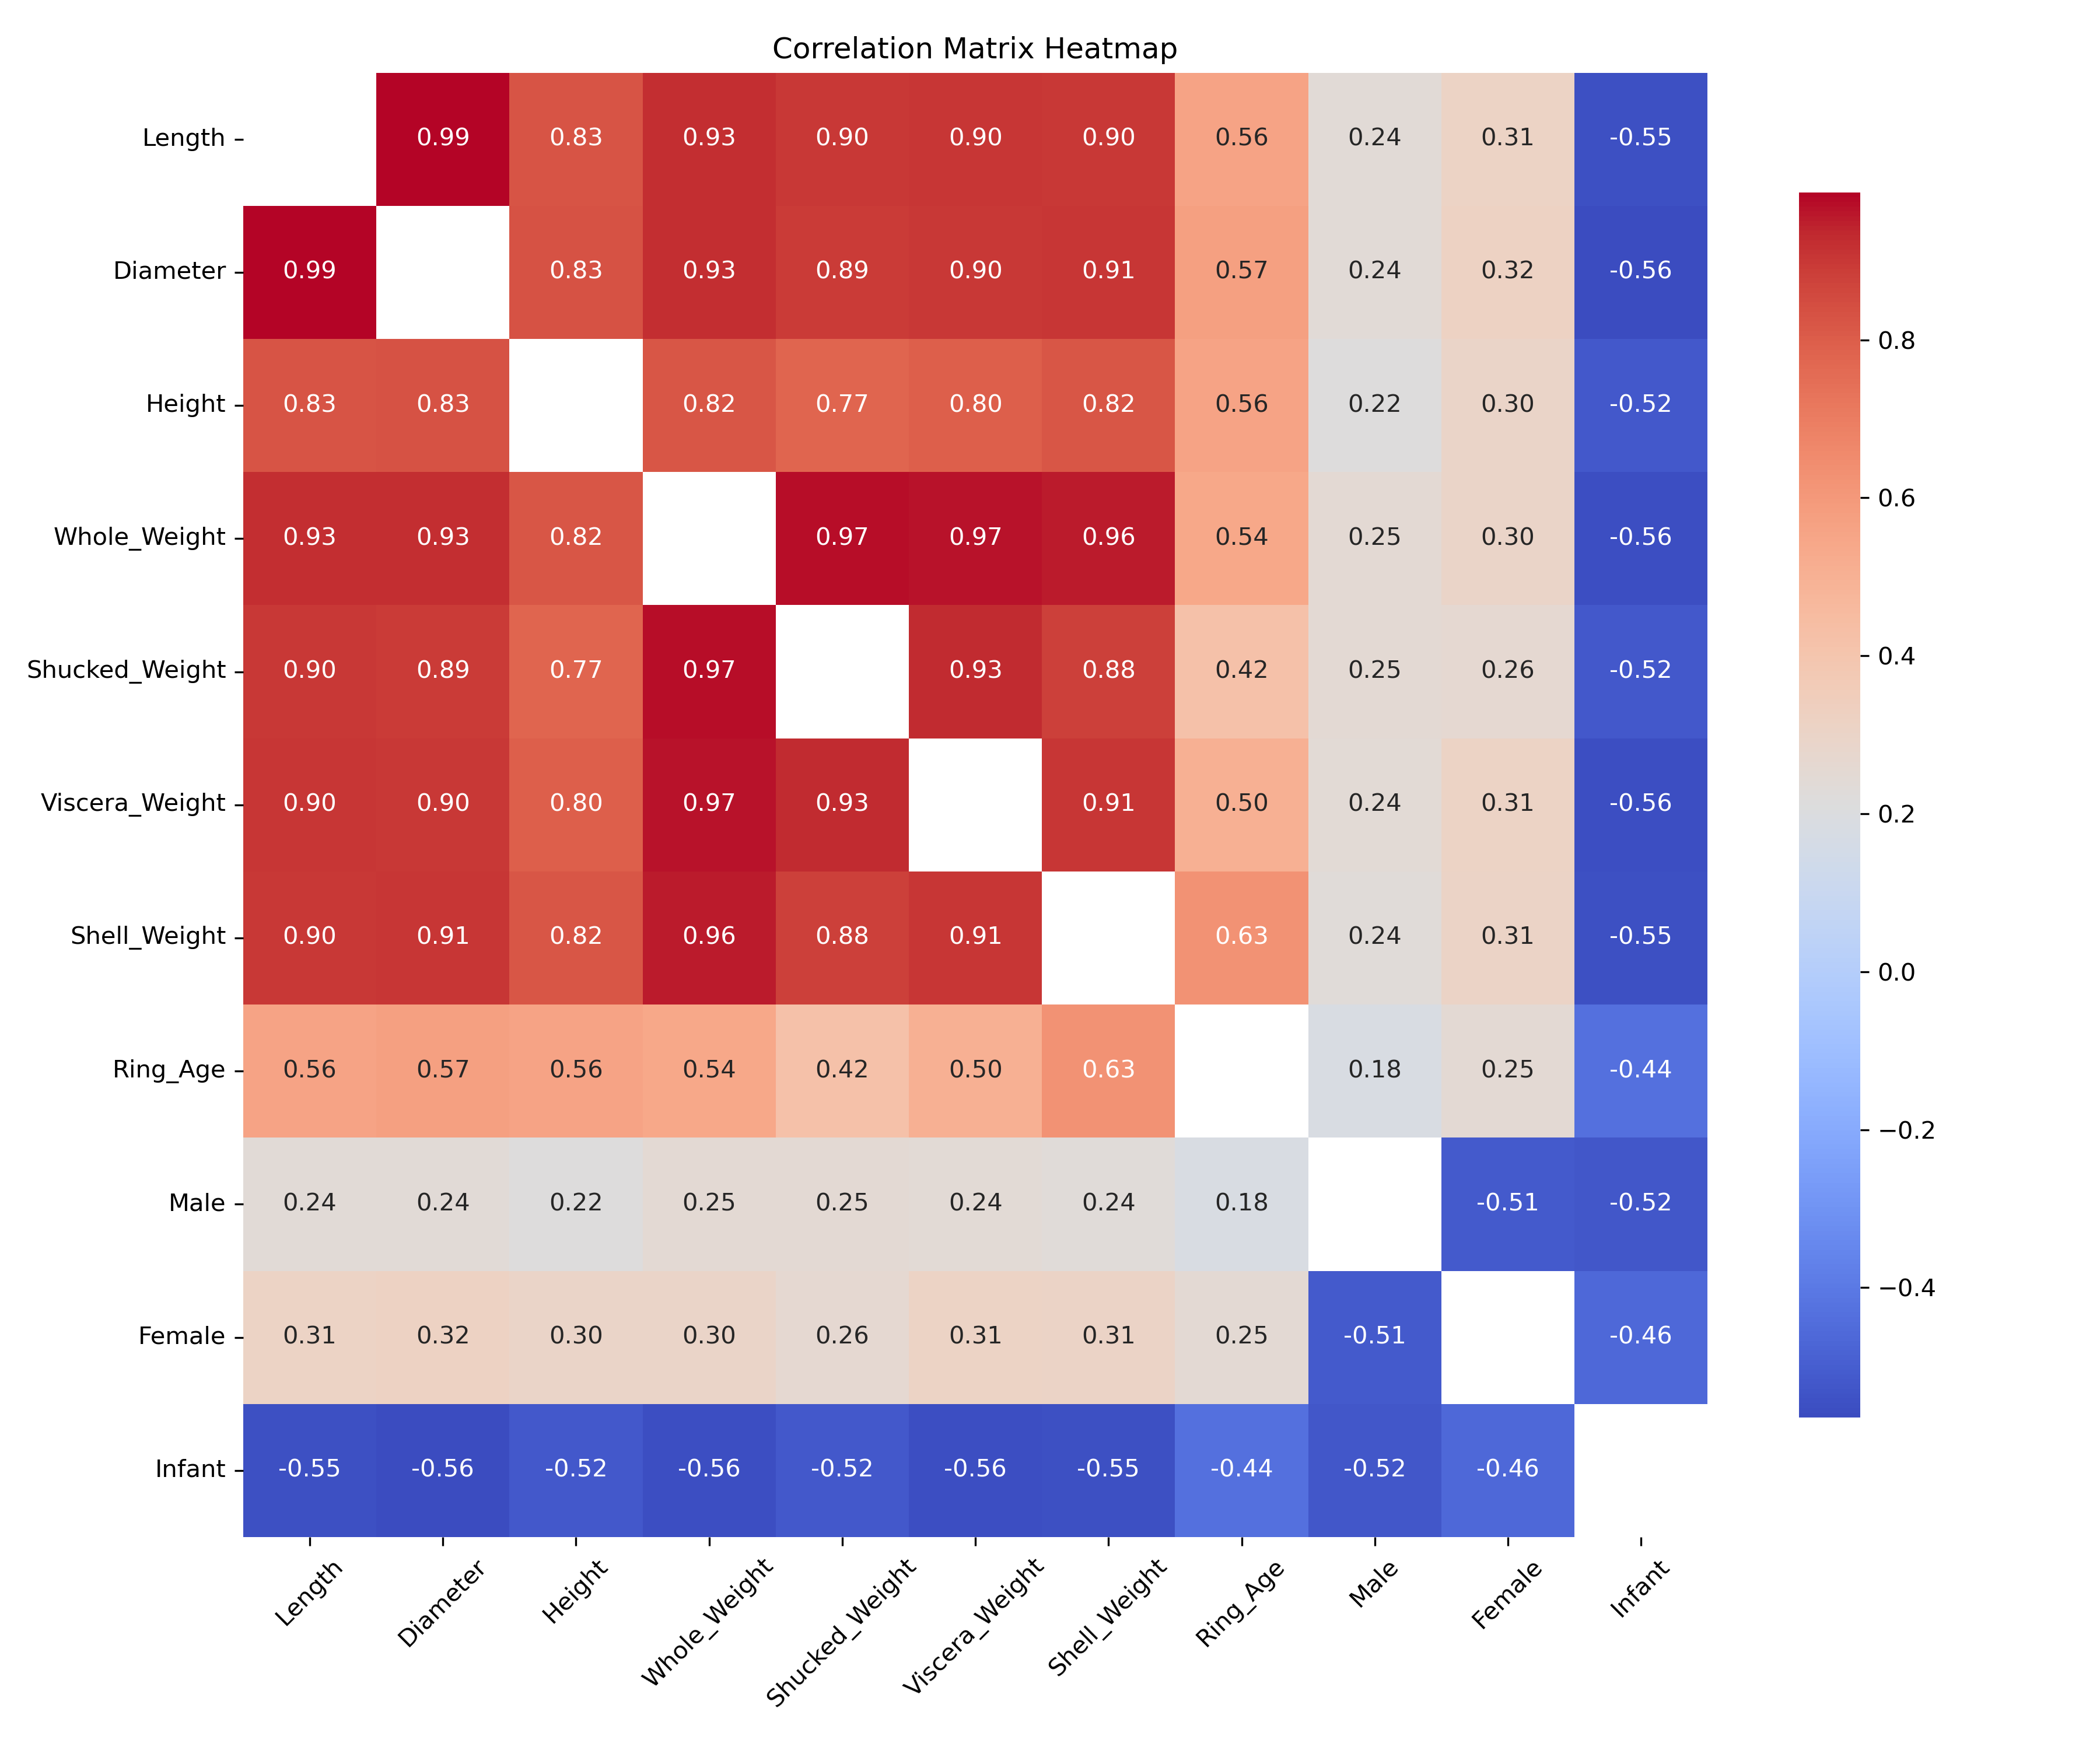 Correlation Matrix Heatmap
Length 0.99 0.83 0.93 0.90 0.90 0.90 0.56 0.24 0.31 -0.55
Diameter 0.99 0.83 0.93 0.89 0.90 0.91 0.57 0.24 0.32 -0.56
Height 0.83 0.83 0.82 0.77 0.80 0.82 0.56 0.22 0.30 -0.52
Whole_Weight 0.93 0.93 0.82 0.97 0.97 0.96 0.54 0.25 0.30 -0.56
Shucked_Weight 0.90 0.89 0.77 0.97 0.93 0.88 0.42 0.25 0.26 -0.52
Viscera_Weight 0.90 0.90 0.80 0.97 0.93 0.91 0.50 0.24 0.31 -0.56
Shell_Weight 0.90 0.91 0.82 0.96 0.88 0.91 0.63 0.24 0.31 -0.55
Ring_Age 0.56 0.57 0.56 0.54 0.42 0.50 0.63 0.18 0.25 -0.44
Male 0.24 0.24 0.22 0.25 0.25 0.24 0.24 0.18 -0.51 -0.52
Female 0.31 0.32 0.30 0.30 0.26 0.31 0.31 0.25 -0.51 -0.46
Infant -0.55 -0.56 -0.52 -0.56 -0.52 -0.56 -0.55 -0.44 -0.52 -0.46
Length Diameter Height Whole_Weight Shucked_Weight Viscera_Weight Shell_Weight Ring_Age Male Female Infant
0.8
0.6
0.4
0.2
0.0
−0.2
−0.4